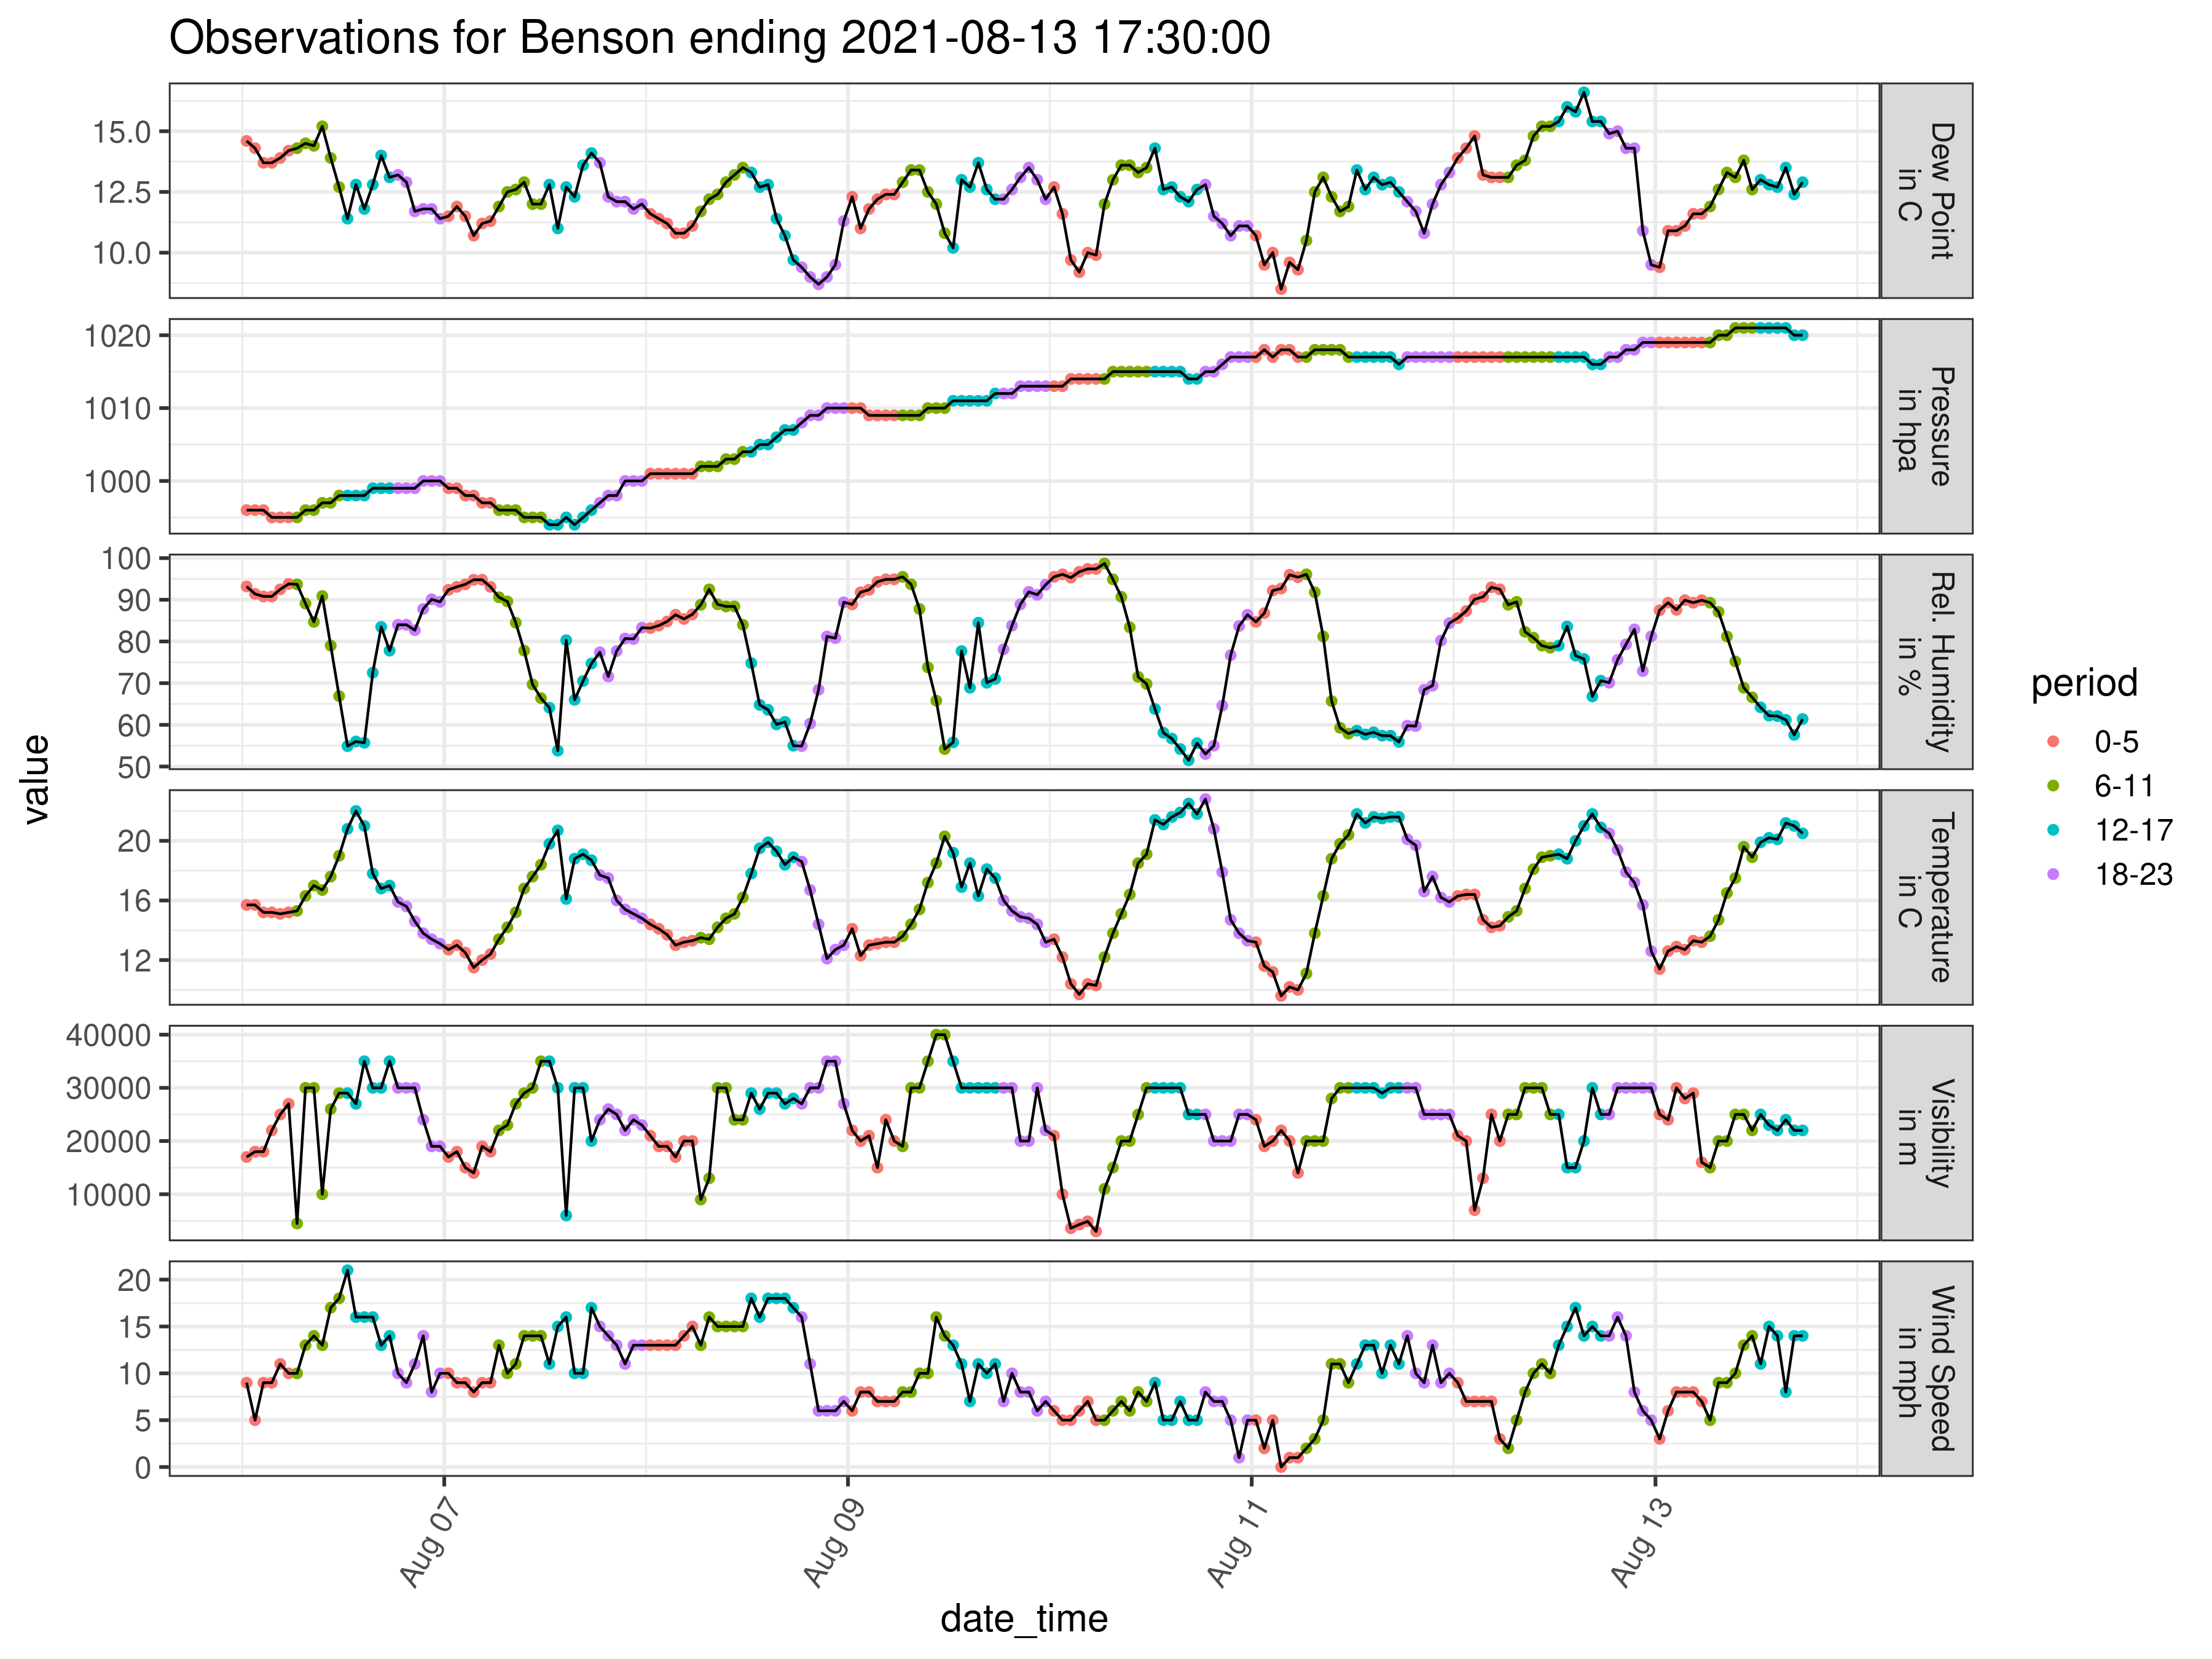 Observations for Benson ending 2021-08-13 17:30:00
value
15.0
12.5
10.0
Dew Point
in C
1020
1010
1000
Pressure
in hpa
100
90
80
70
60
50
Rel. Humidity
in %
20
16
12
Temperature
in C
40000
30000
20000
10000
Visibility
in m
20
15
10
5
0
Wind Speed
in mph
Aug 07
Aug 09
Aug 11
Aug 13
date_time
period
0-5
6-11
12-17
18-23